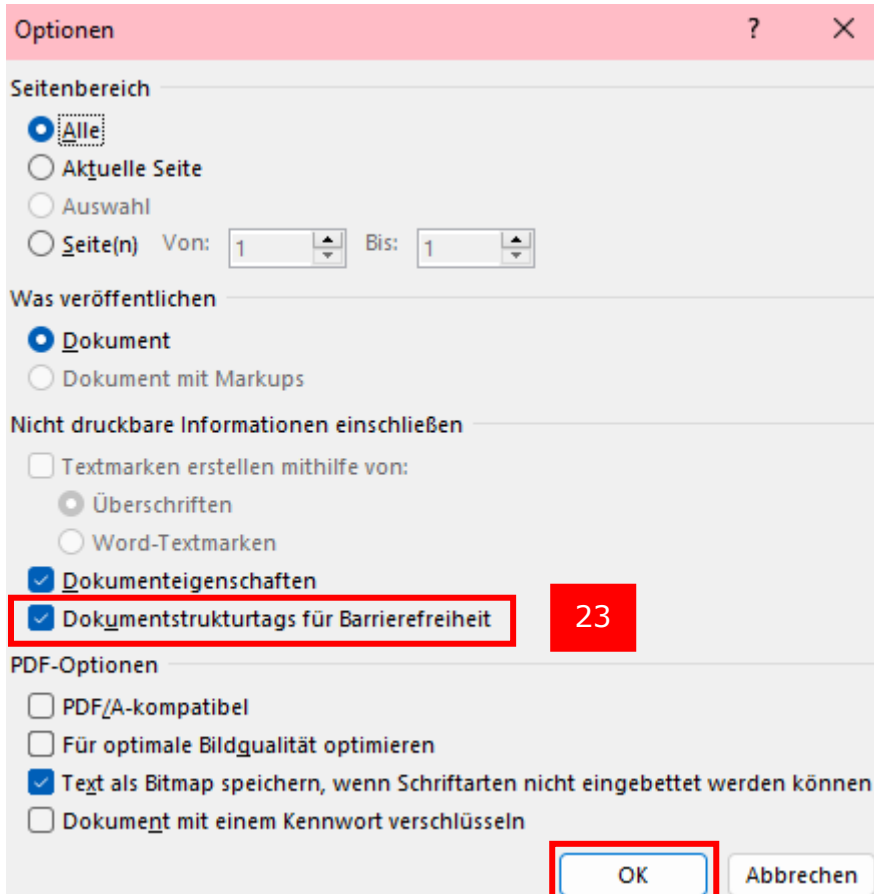 Optionen ?
Seitenbereich
Alle
Aktuelle Seite
Auswahl
Seite(n) Von: 1 Bis: 1
Was veröffentlichen
Dokument
Dokument mit Markups
Nicht druckbare Informationen einschließen
Textmarken erstellen mithilfe von:
Überschriften
Word-Textmarken
Dokumenteigenschaften
Dokumentstrukturtags für Barrierefreiheit 23
PDF-Optionen
PDF/A-kompatibel
Für optimale Bildqualität optimieren
Text als Bitmap speichern, wenn Schriftarten nicht eingebettet werden können
Dokument mit einem Kennwort verschlüsseln
OK Abbrechen